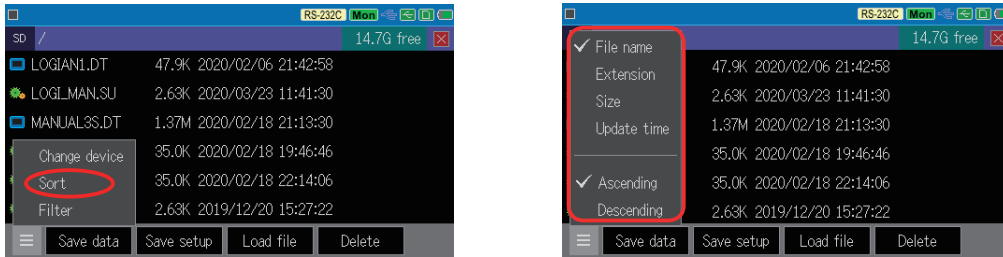 RS-232C Mon
SD / 14.7G free
LOGIAN1.DT 47.9K 2020/02/06 21:42:58
LOGI_MAN.SU 2.63K 2020/03/23 11:41:30
MANUAL3S.DT 1.37M 2020/02/18 21:13:30
Change device 35.0K 2020/02/18 19:46:46
Sort 35.0K 2020/02/18 22:14:06
Filter 2.63K 2019/12/20 15:27:22
Save data Save setup Load file Delete
RS-232C Mon
14.7G free
File name
Extension 47.9K 2020/02/06 21:42:58
Size 2.63K 2020/03/23 11:41:30
Update time 1.37M 2020/02/18 21:13:30
35.0K 2020/02/18 19:46:46
Ascending 35.0K 2020/02/18 22:14:06
Descending 2.63K 2019/12/20 15:27:22
Save data Save setup Load file Delete